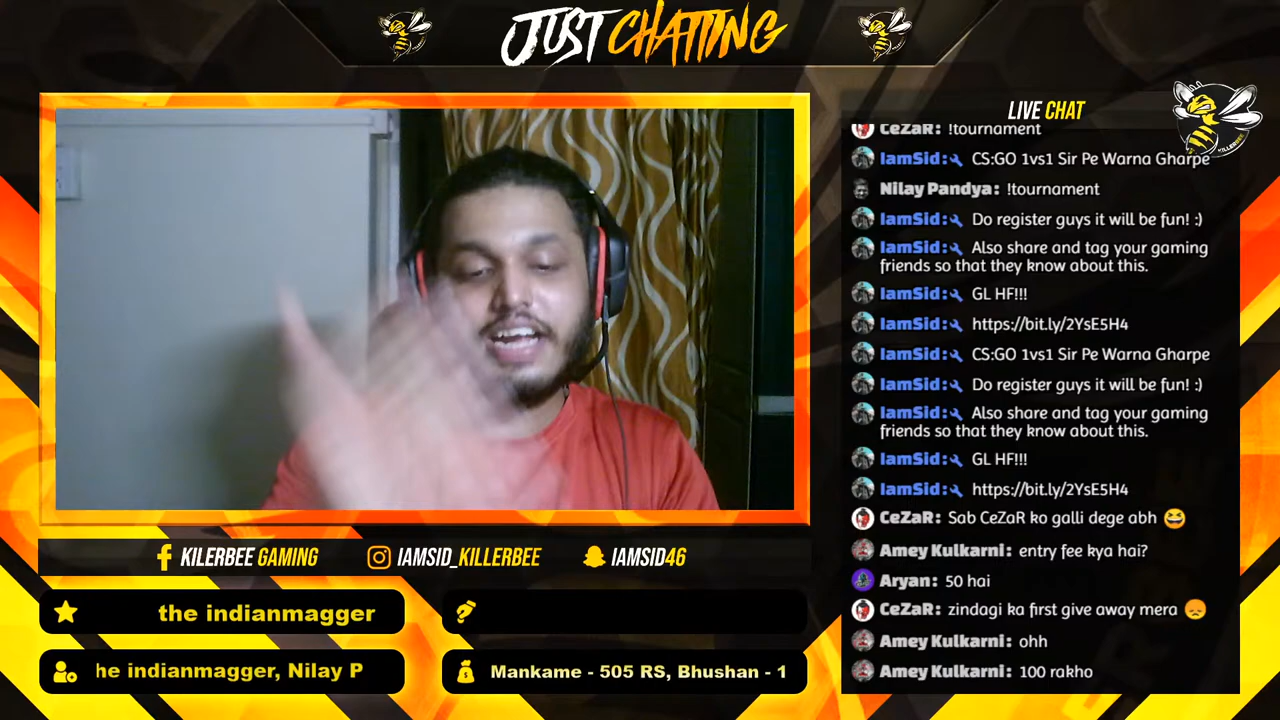 JUST CHATTING
LIVE CHAT
KILLERBEE
CeZaR: !tournament
IamSid: CS:GO 1vs1 Sir Pe Warna Gharpe
Nilay Pandya: !tournament
IamSid: Do register guys it will be fun! :)
IamSid: Also share and tag your gaming
friends so that they know about this.
IamSid: GL HF!!!
IamSid: https://bit.ly/2YsE5H4
IamSid: CS:GO 1vs1 Sir Pe Warna Gharpe
IamSid: Do register guys it will be fun! :)
IamSid: Also share and tag your gaming
friends so that they know about this.
IamSid: GL HF!!!
IamSid: https://bit.ly/2YsE5H4
CeZaR: Sab CeZaR ko galli dege abh 😆
Amey Kulkarni: entry fee kya hai?
Aryan: 50 hai
CeZaR: zindagi ka first give away mera 😞
Amey Kulkarni: ohh
Amey Kulkarni: 100 rakho
KILERBEE GAMING
IAMSID_KILLERBEE
IAMSID46
the indianmagger
he indianmagger, Nilay P
Mankame - 505 RS, Bhushan - 1